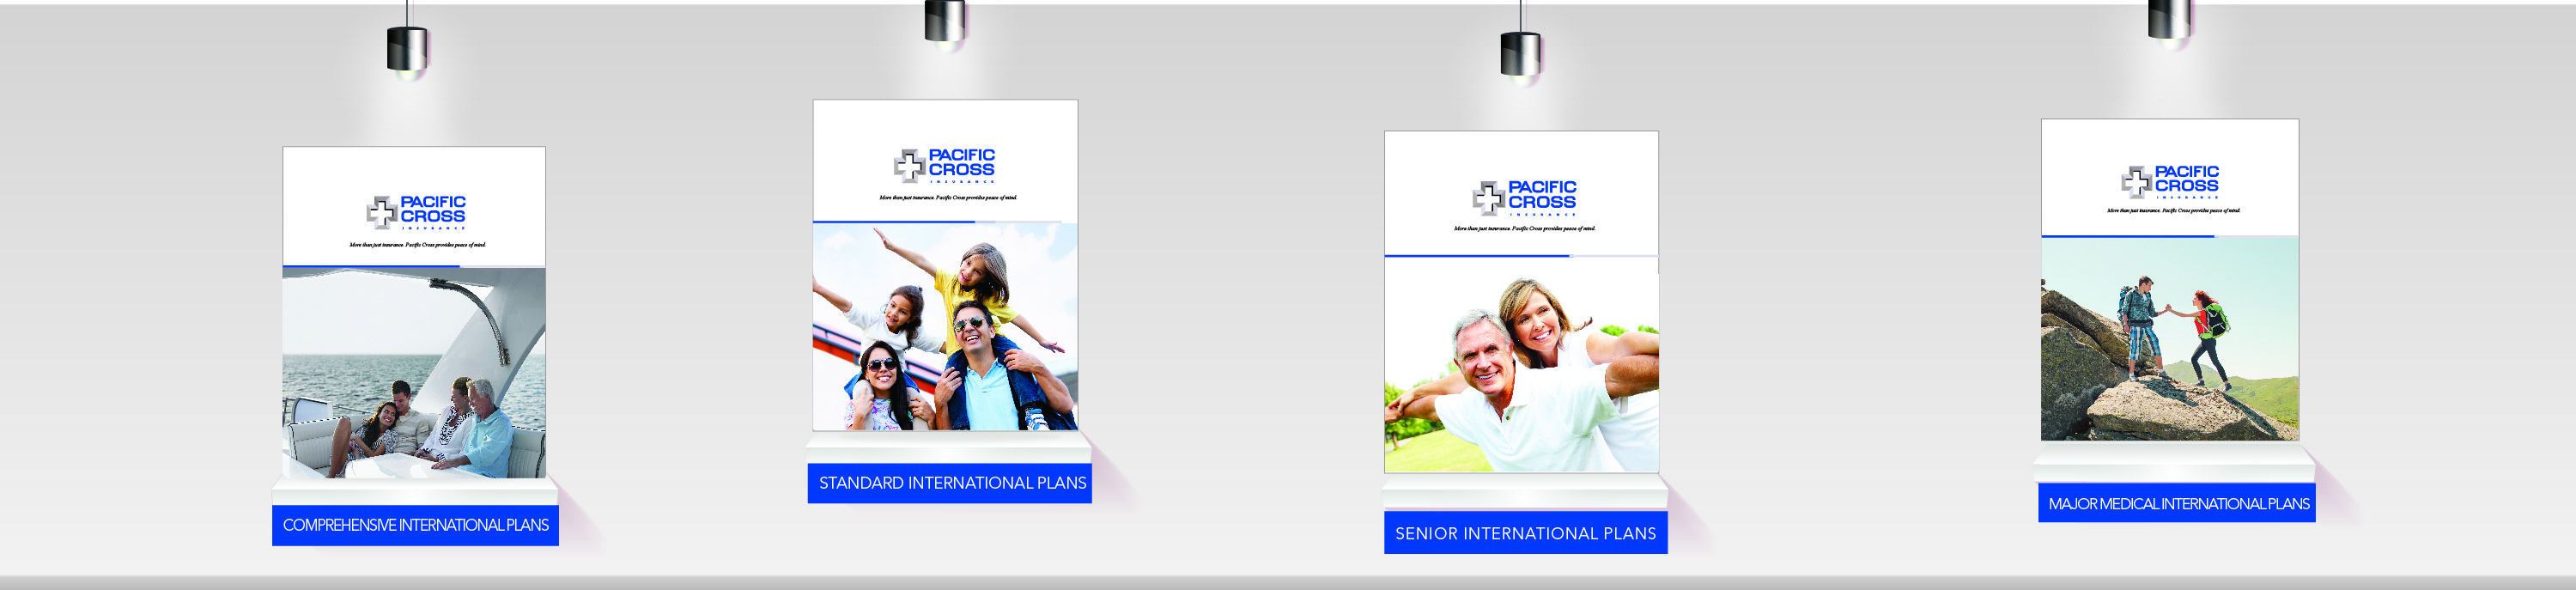 PACIFIC
CROSS
INSURANCE
More than just insurance. Pacific Cross provides peace of mind.
COMPREHENSIVE INTERNATIONAL PLANS
PACIFIC
CROSS
INSURANCE
More than just insurance. Pacific Cross provides peace of mind.
STANDARD INTERNATIONAL PLANS
PACIFIC
CROSS
INSURANCE
More than just insurance. Pacific Cross provides peace of mind.
SENIOR INTERNATIONAL PLANS
PACIFIC
CROSS
INSURANCE
More than just insurance. Pacific Cross provides peace of mind.
MAJOR MEDICAL INTERNATIONAL PLANS